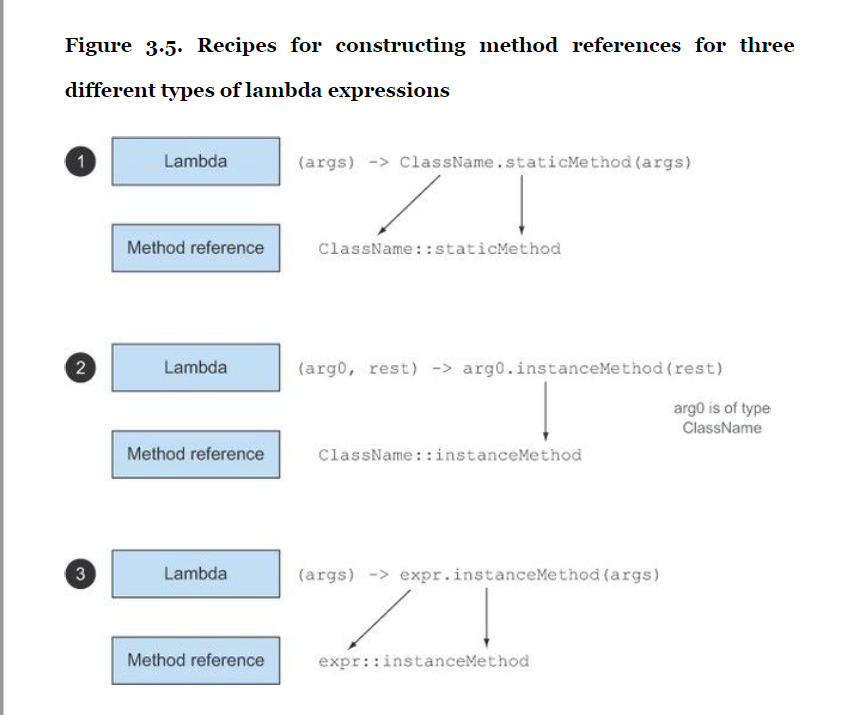 Figure 3.5. Recipes for constructing method references for three
different types of lambda expressions
1 Lambda (args) -> ClassName.staticMethod(args)
Method reference ClassName::staticMethod
2 Lambda (arg0, rest) -> arg0.instanceMethod(rest)
arg0 is of type
ClassName
Method reference ClassName::instanceMethod
3 Lambda (args) -> expr.instanceMethod(args)
Method reference expr::instanceMethod